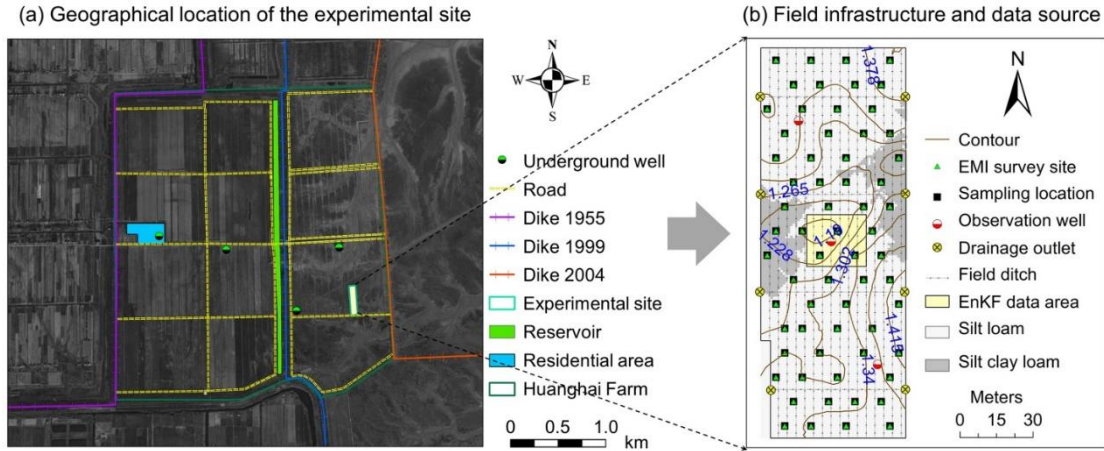 (a) Geographical location of the experimental site
(b) Field infrastructure and data source
N
W
E
S
Underground well
Road
Dike 1955
Dike 1999
Dike 2004
Experimental site
Reservoir
Residential area
Huanghai Farm
0 0.5 1.0
km
1.378
1.265
1.228
1.19
1.302
1.415
1.34
N
Contour
EMI survey site
Sampling location
Observation well
Drainage outlet
Field ditch
EnKF data area
Silt loam
Silt clay loam
Meters
0 15 30